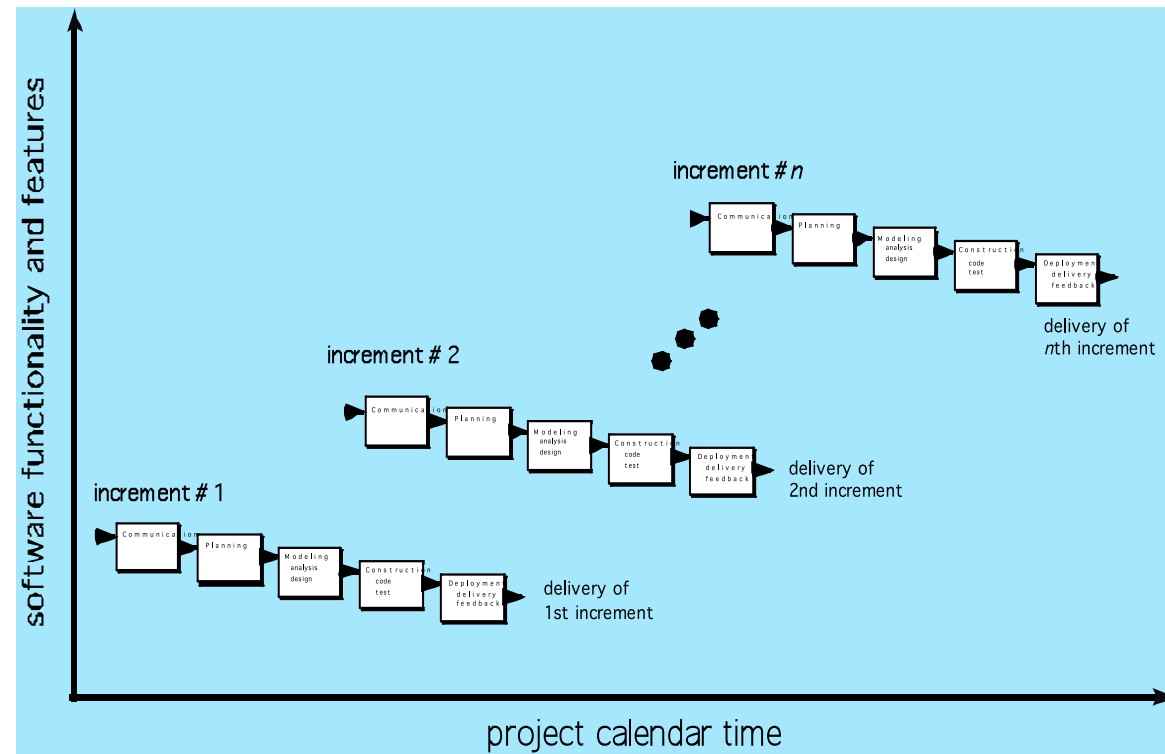 software functionality and features
increment # n
Communication
Planning
Modeling
analysis
design
Construction
code
test
Deployment
delivery
feedback
delivery of
nth increment
increment # 2
Communication
Planning
Modeling
analysis
design
Construction
code
test
Deployment
delivery
feedback
delivery of
2nd increment
increment # 1
Communication
Planning
Modeling
analysis
design
Construction
code
test
Deployment
delivery
feedback
delivery of
1st increment
project calendar time